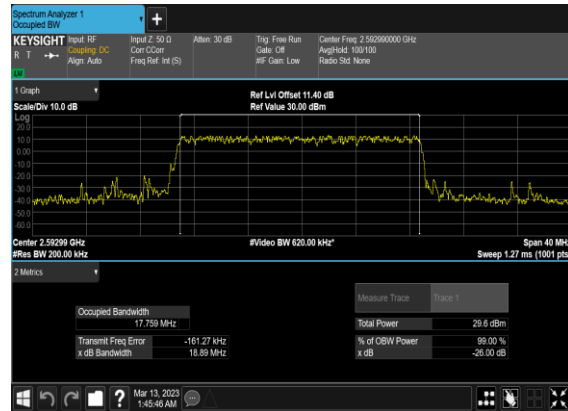 Spectrum Analyzer 1
Occupied BW
+
KEYSIGHT
R T
LW
Input: RF
Coupling: DC
Align: Auto
Input Z: 50 Ω
Corr CCorr
Freq Ref: Int (S)
Atten: 30 dB
Trig: Free Run
Gate: Off
#IF Gain: Low
Center Freq: 2.592990000 GHz
Avg|Hold: 100/100
Radio Std: None
1 Graph
Scale/Div 10.0 dB
Ref Lvl Offset 11.40 dB
Ref Value 30.00 dBm
Log
20.0
10.0
0.00
-10.0
-20.0
-30.0
-40.0
-50.0
-60.0
Center 2.59299 GHz
#Res BW 200.00 kHz
#Video BW 620.00 kHz*
Span 40 MHz
Sweep 1.27 ms (1001 pts)
2 Metrics
Measure Trace
Trace 1
Occupied Bandwidth
17.759 MHz
Total Power
29.6 dBm
Transmit Freq Error
-161.27 kHz
% of OBW Power
99.00 %
x dB Bandwidth
18.89 MHz
x dB
-26.00 dB
?
Mar 13, 2023
1:45:46 AM